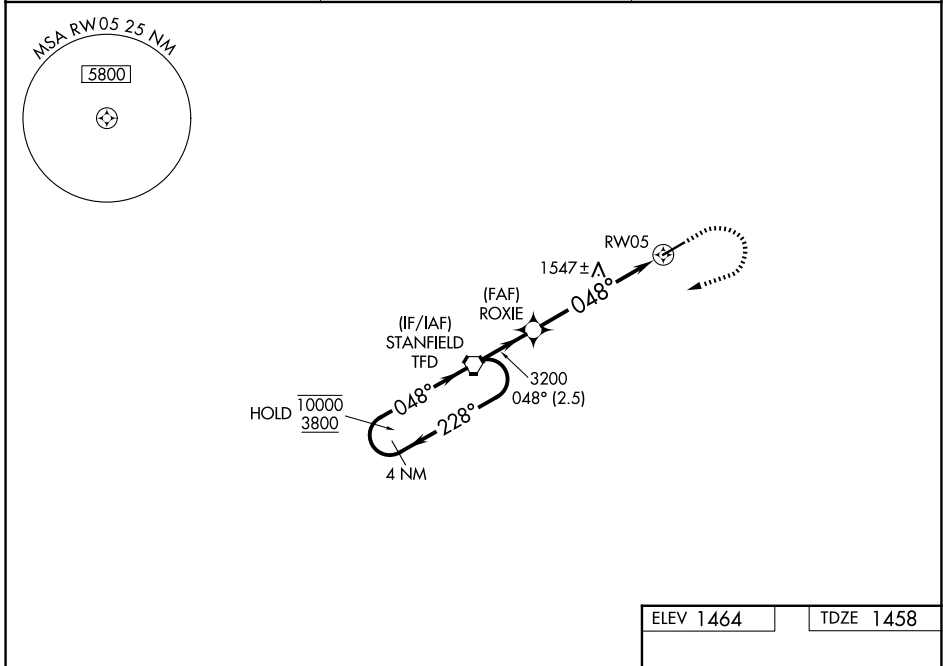 MSA RW05 25 NM
5800
RW05
1547 ±
048°
(FAF)
ROXIE
(IF/IAF)
STANFIELD
TFD
3200
048° (2.5)
048°
HOLD 10000
3800
228°
4 NM
ELEV 1464
TDZE 1458